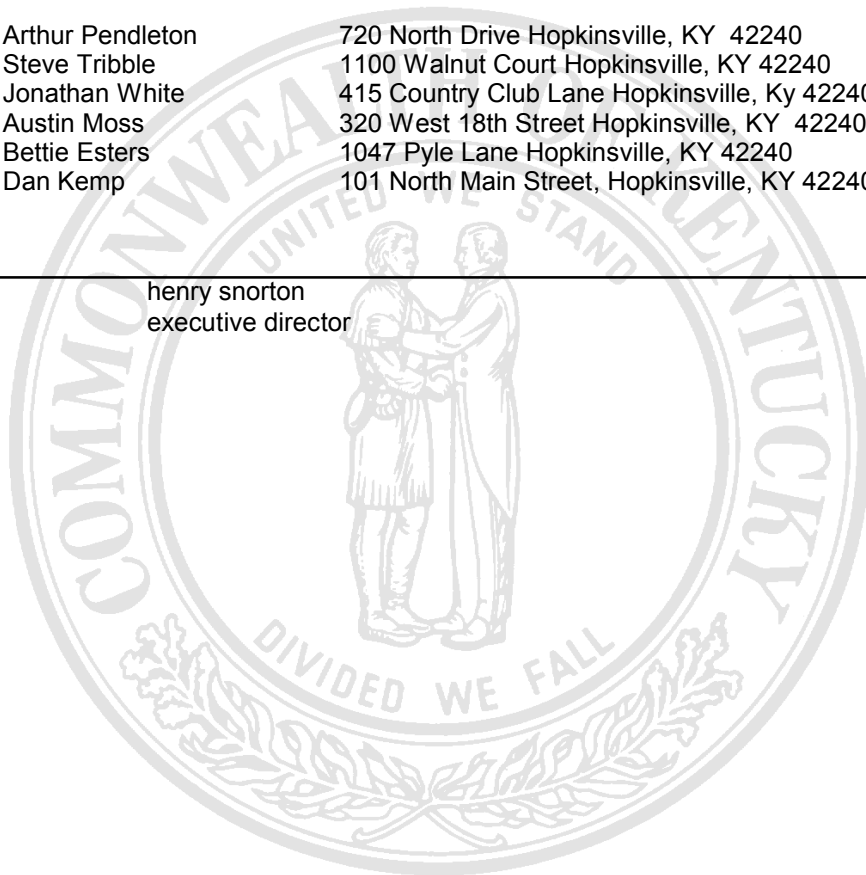 Arthur Pendleton 720 North Drive Hopkinsville, KY 42240
Steve Tribble 1100 Walnut Court Hopkinsville, KY 42240
Jonathan White 415 Country Club Lane Hopkinsville, Ky 42240
Austin Moss 320 West 18th Street Hopkinsville, KY 42240
Bettie Esters 1047 Pyle Lane Hopkinsville, KY 42240
Dan Kemp 101 North Main Street, Hopkinsville, KY 42240
henry snorton
executive director
COMMONWEALTH OF KENTUCKY
UNITED WE STAND
DIVIDED WE FALL